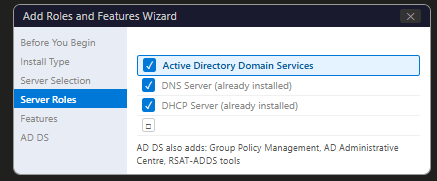 Add Roles and Features Wizard
Before You Begin
Install Type
Server Selection
Server Roles
Features
AD DS
Active Directory Domain Services
DNS Server (already installed)
DHCP Server (already installed)
AD DS also adds: Group Policy Management, AD Administrative
Centre, RSAT-ADDS tools